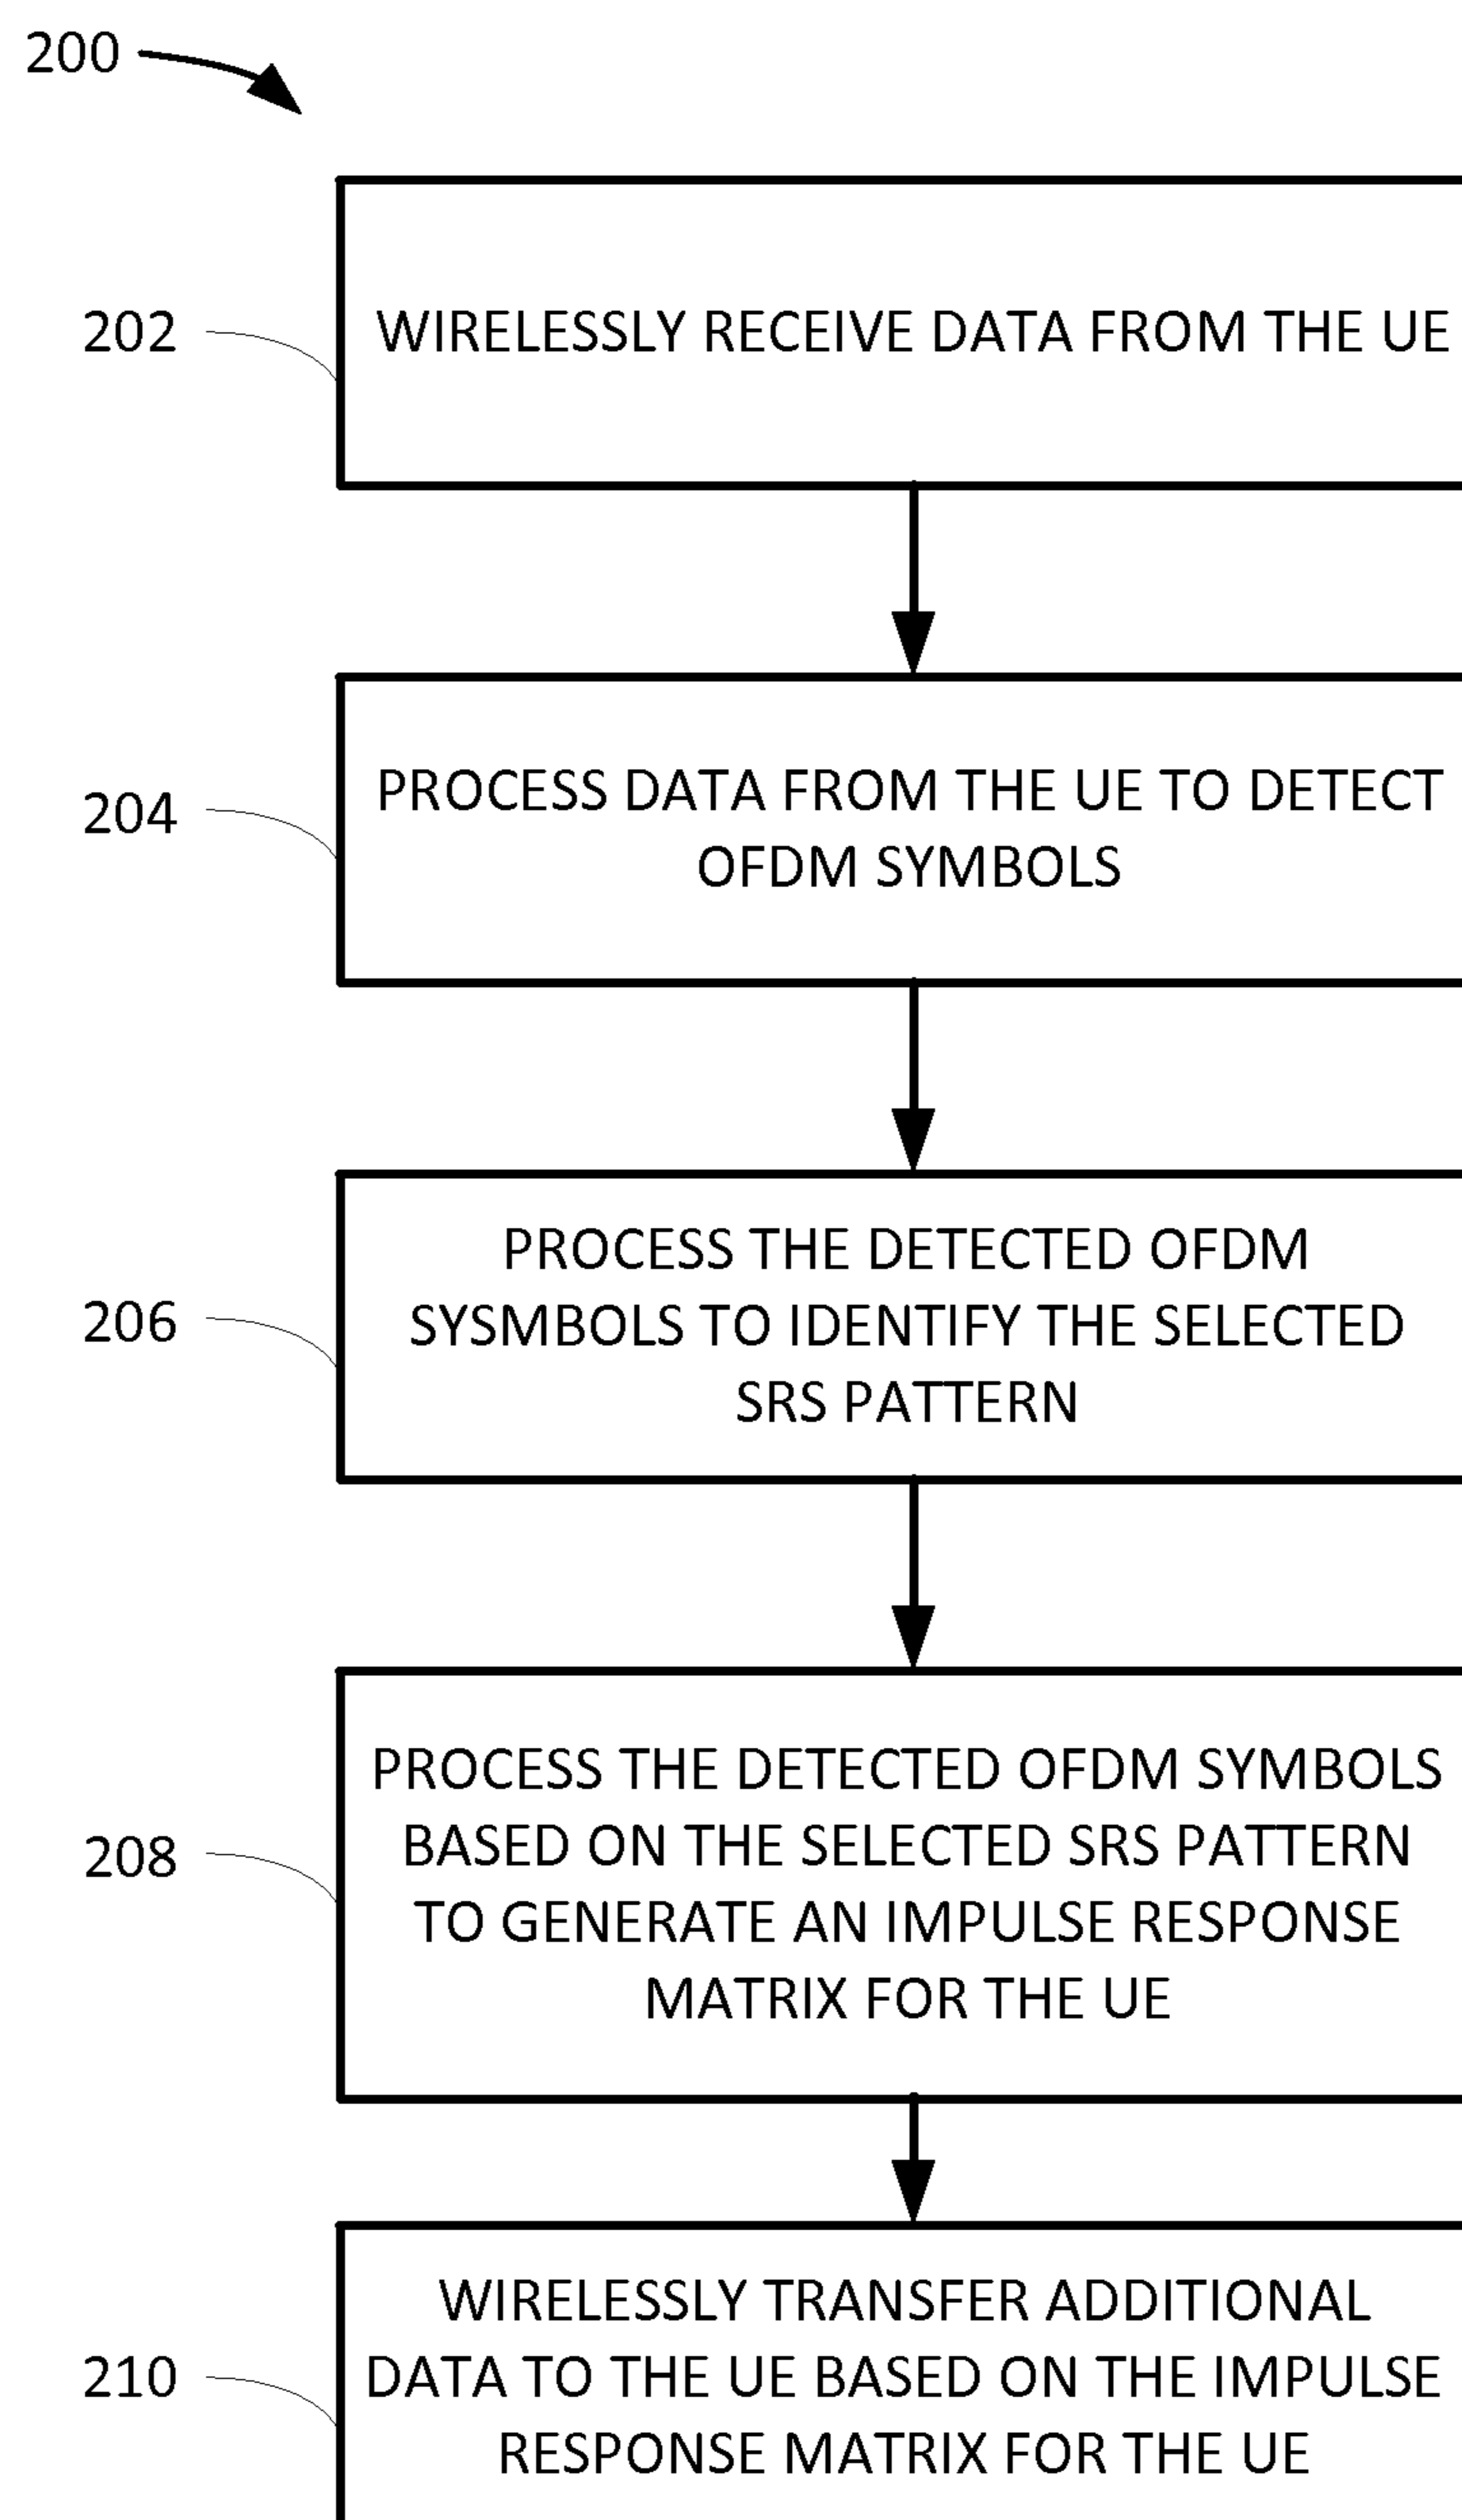 200
202
WIRELESSLY RECEIVE DATA FROM THE UE
204
PROCESS DATA FROM THE UE TO DETECT
OFDM SYMBOLS
206
PROCESS THE DETECTED OFDM
SYSMBOLS TO IDENTIFY THE SELECTED
SRS PATTERN
208
PROCESS THE DETECTED OFDM SYMBOLS
BASED ON THE SELECTED SRS PATTERN
TO GENERATE AN IMPULSE RESPONSE
MATRIX FOR THE UE
210
WIRELESSLY TRANSFER ADDITIONAL
DATA TO THE UE BASED ON THE IMPULSE
RESPONSE MATRIX FOR THE UE